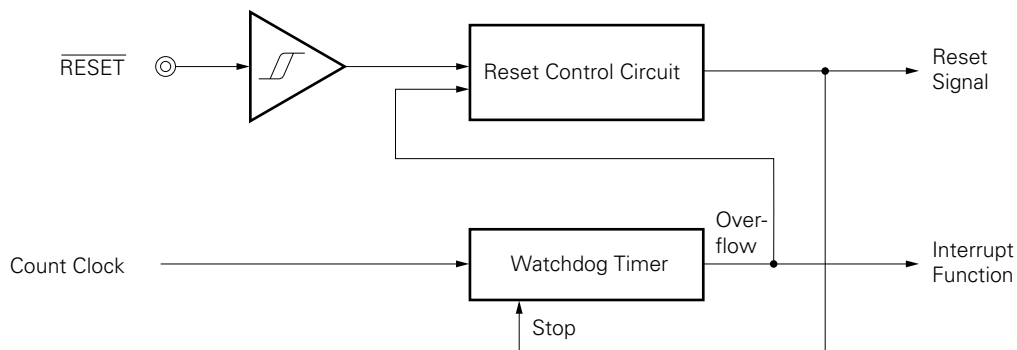 RESET
Reset Control Circuit
Reset
Signal
Over-
flow
Count Clock
Watchdog Timer
Interrupt
Function
Stop